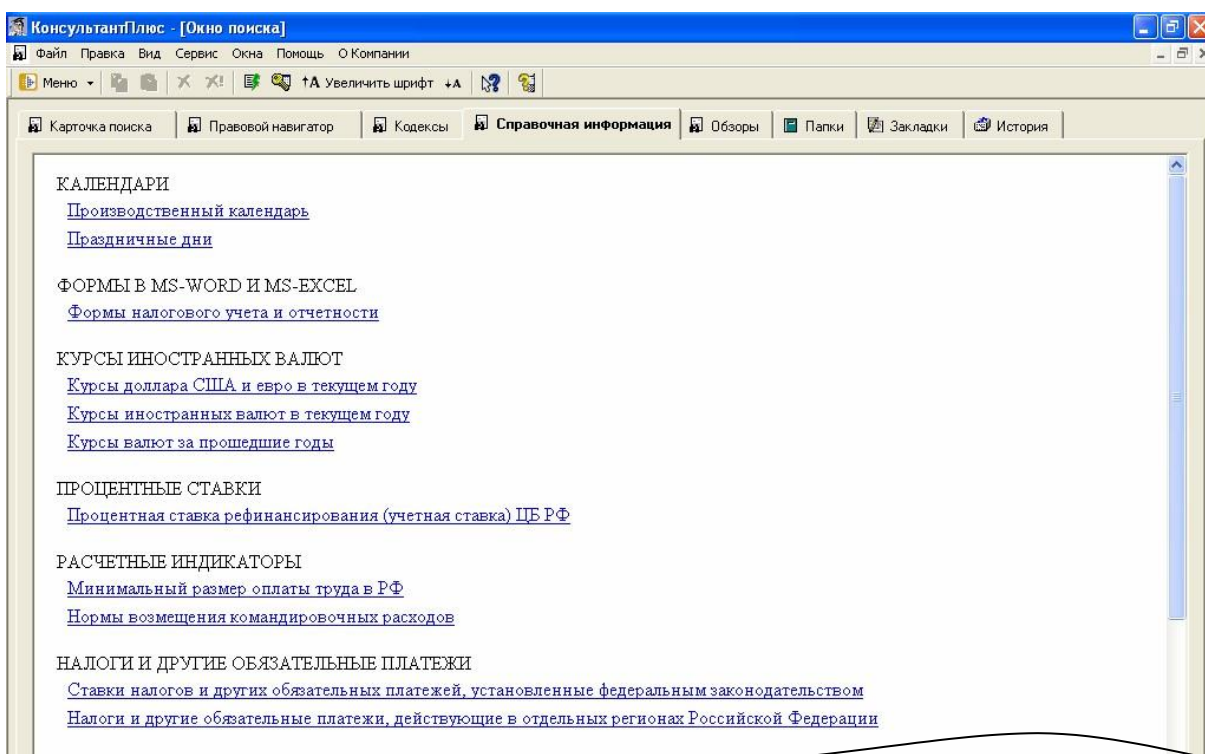 КонсультантПлюс - [Окно поиска]
Файл Правка Вид Сервис Окна Помощь О Компании
Меню Увеличить шрифт
Карточка поиска Правовой навигатор Кодексы Справочная информация Обзоры Папки Закладки История
КАЛЕНДАРИ
Производственный календарь
Праздничные дни
ФОРМЫ В MS-WORD И MS-EXCEL
Формы налогового учета и отчетности
КУРСЫ ИНОСТРАННЫХ ВАЛЮТ
Курсы доллара США и евро в текущем году
Курсы иностранных валют в текущем году
Курсы валют за прошедшие годы
ПРОЦЕНТНЫЕ СТАВКИ
Процентная ставка рефинансирования (учетная ставка) ЦБ РФ
РАСЧЕТНЫЕ ИНДИКАТОРЫ
Минимальный размер оплаты труда в РФ
Нормы возмещения командировочных расходов
НАЛОГИ И ДРУГИЕ ОБЯЗАТЕЛЬНЫЕ ПЛАТЕЖИ
Ставки налогов и других обязательных платежей, установленные федеральным законодательством
Налоги и другие обязательные платежи, действующие в отдельных регионах Российской Федерации